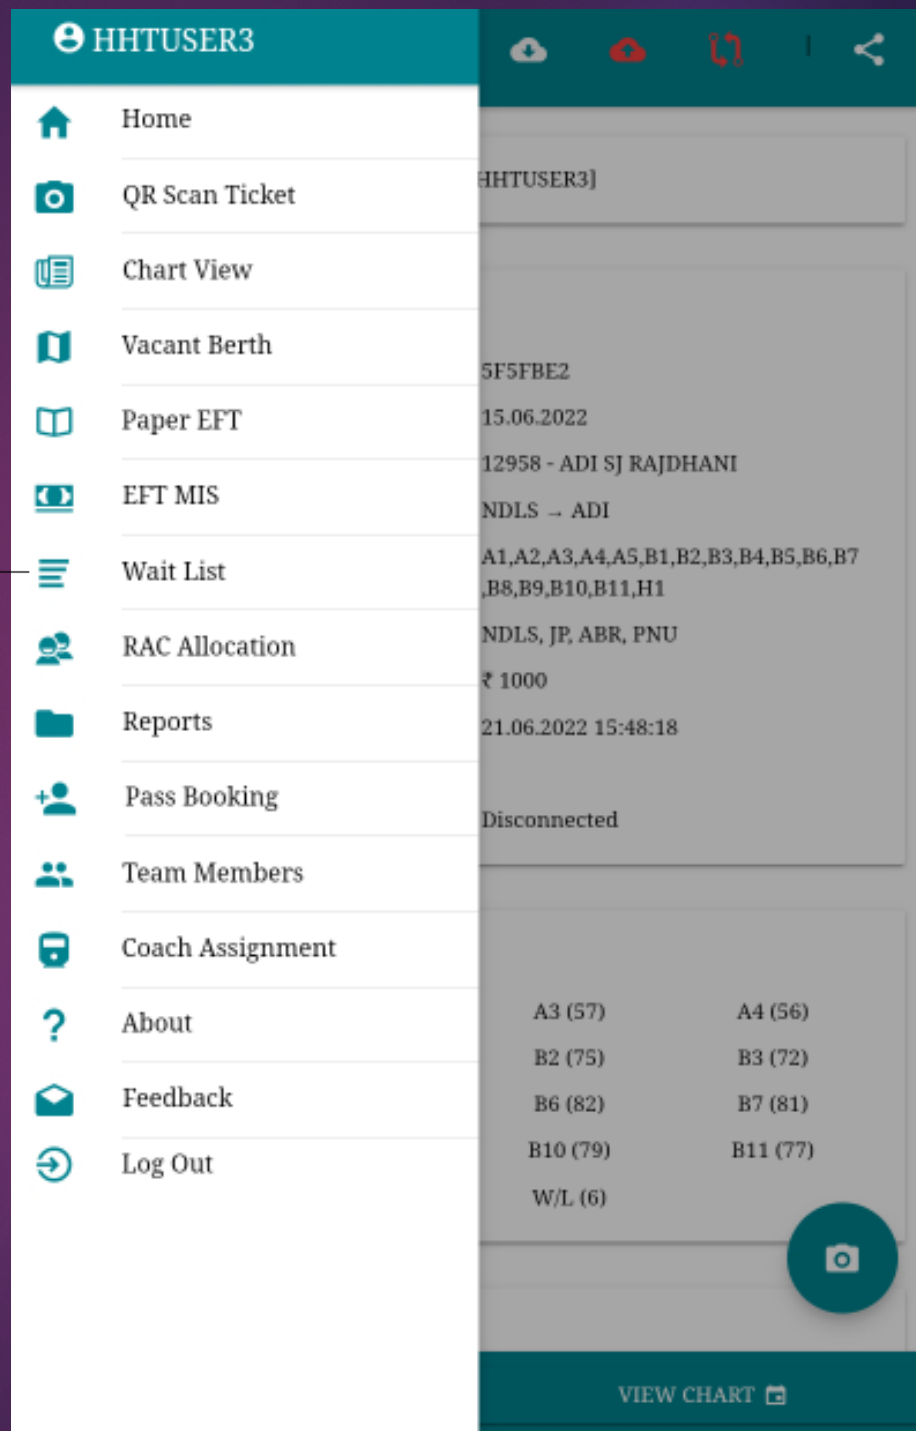 HHTUSER3
Home
QR Scan Ticket
Chart View
Vacant Berth
Paper EFT
EFT MIS
Wait List
RAC Allocation
Reports
Pass Booking
Team Members
Coach Assignment
About
Feedback
Log Out
HHTUSER3]
5F5FBE2
15.06.2022
12958 - ADI SJ RAJDHANI
NDLS → ADI
A1,A2,A3,A4,A5,B1,B2,B3,B4,B5,B6,B7
,B8,B9,B10,B11,H1
NDLS, JP, ABR, PNU
₹ 1000
21.06.2022 15:48:18
Disconnected
A3 (57) A4 (56)
B2 (75) B3 (72)
B6 (82) B7 (81)
B10 (79) B11 (77)
W/L (6)
VIEW CHART